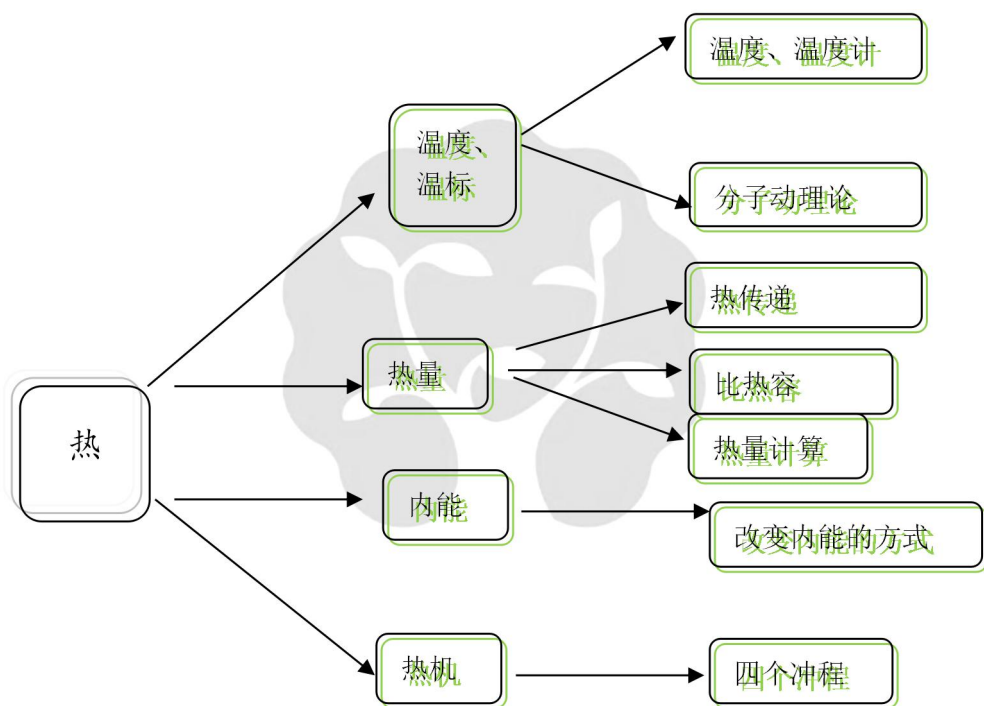 热
温度、
温标
温度、温度计
分子动理论
热量
热传递
比热容
热量计算
内能
改变内能的方式
热机
四个冲程